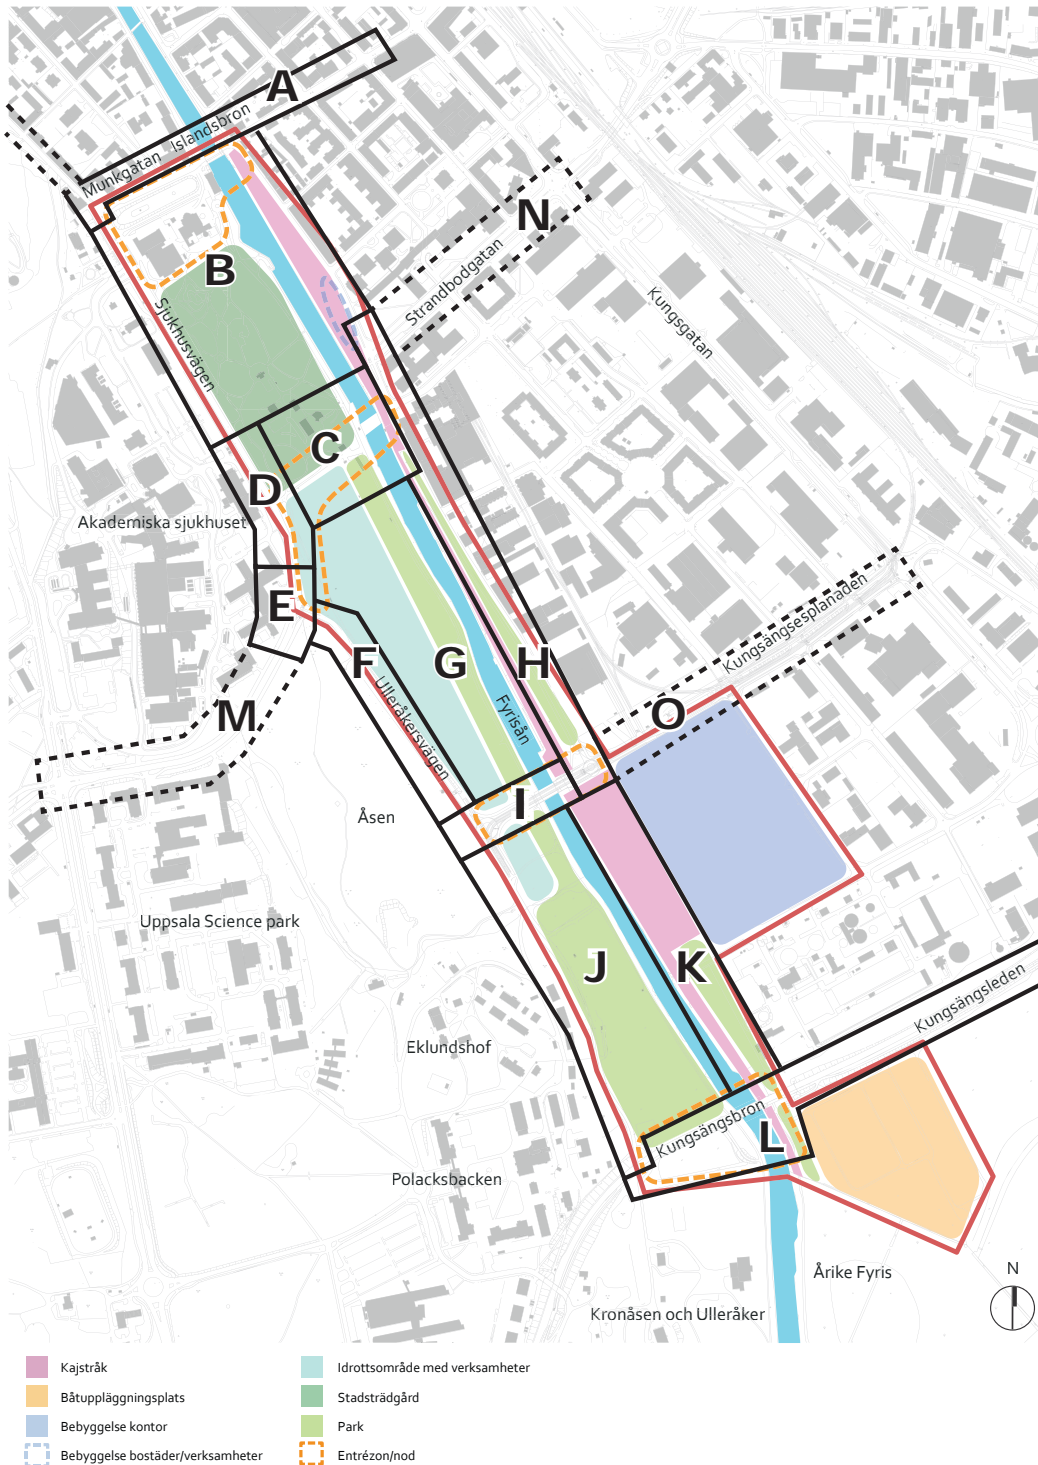 A
Munkgatan
Islandsbron
N
B
Strandbodgatan
Kungsgatan
Sjukhusvägen
C
D
Akademiska sjukhuset
E
Kungsängsesplanaden
F
G
H
M
Ulleråkersvägen
Fyrisån
O
I
Åsen
Uppsala Science park
J
K
Kungsängsleden
Eklundshof
Kungsängsbron
L
Polacksbacken
Årike Fyris
N
Kronåsen och Ulleråker
Kajstråk
Båtuppläggningsplats
Bebyggelse kontor
Bebyggelse bostäder/verksamheter
Idrottsområde med verksamheter
Stadsträdgård
Park
Entrézon/nod